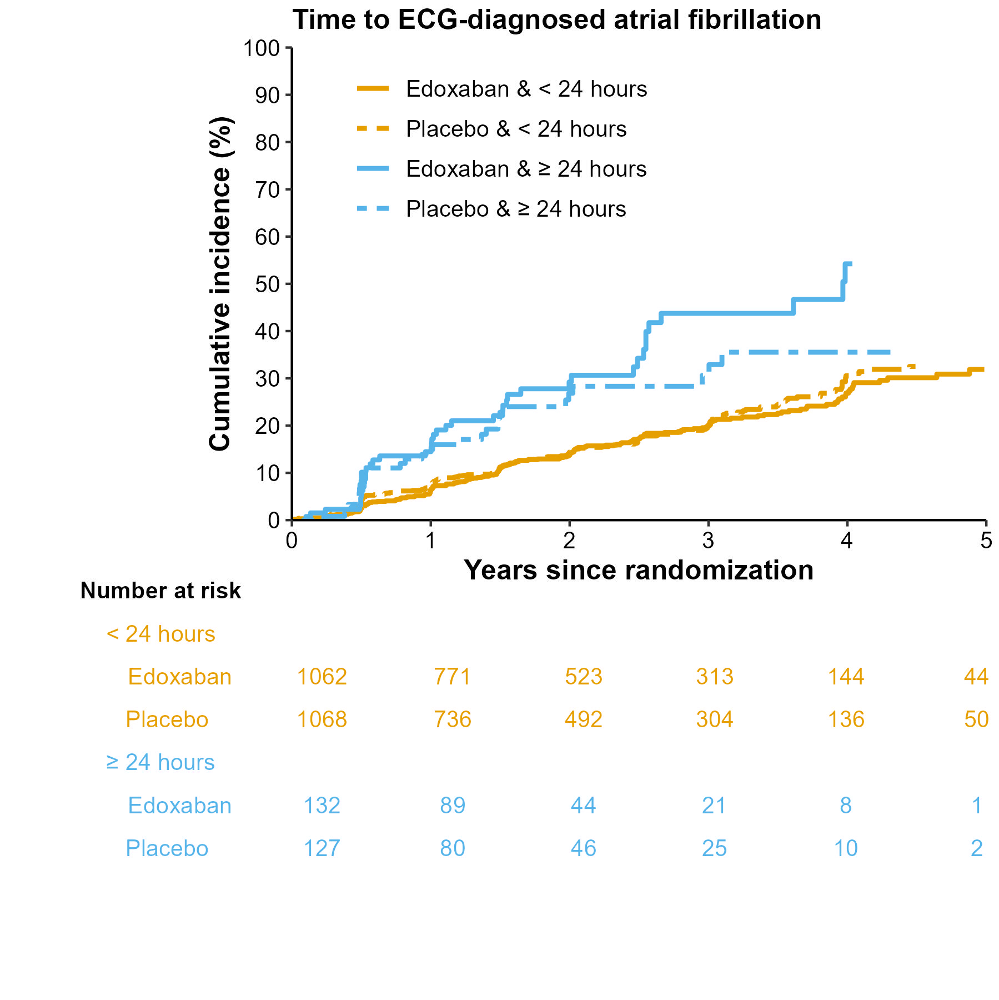 Time to ECG-diagnosed atrial fibrillation
100
90
80
70
60
50
40
30
20
10
0
Cumulative incidence (%)
Edoxaban & < 24 hours
Placebo & < 24 hours
Edoxaban & ≥ 24 hours
Placebo & ≥ 24 hours
0 1 2 3 4 5
Years since randomization
Number at risk
< 24 hours
Edoxaban 1062 771 523 313 144 44
Placebo 1068 736 492 304 136 50
≥ 24 hours
Edoxaban 132 89 44 21 8 1
Placebo 127 80 46 25 10 2